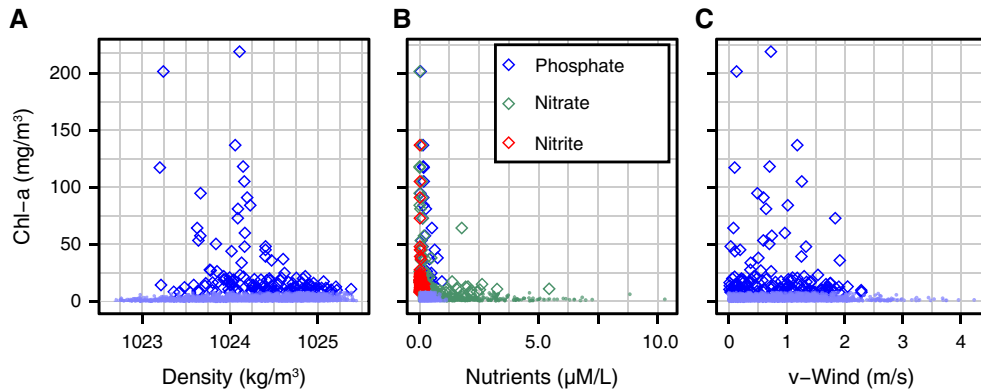 A
B
C
Chl−a (mg/m³)
200
150
100
50
0
1023
1024
1025
Density (kg/m³)
Phosphate
Nitrate
Nitrite
0.0
5.0
10.0
Nutrients (µM/L)
0
1
2
3
4
v−Wind (m/s)